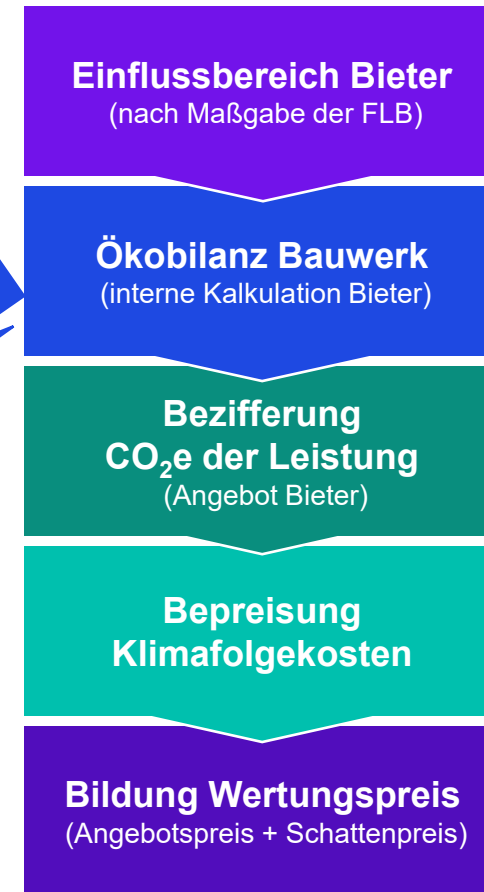 Einflussbereich Bieter
(nach Maßgabe der FLB)
Ökobilanz Bauwerk
(interne Kalkulation Bieter)
Bezifferung
CO₂e der Leistung
(Angebot Bieter)
Bepreisung
Klimafolgekosten
Bildung Wertungspreis
(Angebotspreis + Schattenpreis)